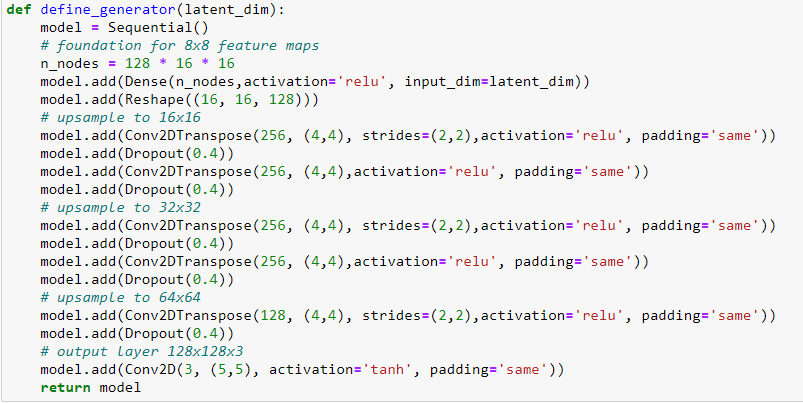 def define_generator(latent_dim):
    model = Sequential()
    # foundation for 8x8 feature maps
    n_nodes = 128 * 16 * 16
    model.add(Dense(n_nodes,activation='relu', input_dim=latent_dim))
    model.add(Reshape((16, 16, 128)))
    # upsample to 16x16
    model.add(Conv2DTranspose(256, (4,4), strides=(2,2),activation='relu', padding='same'))
    model.add(Dropout(0.4))
    model.add(Conv2DTranspose(256, (4,4),activation='relu', padding='same'))
    model.add(Dropout(0.4))
    # upsample to 32x32
    model.add(Conv2DTranspose(256, (4,4), strides=(2,2),activation='relu', padding='same'))
    model.add(Dropout(0.4))
    model.add(Conv2DTranspose(256, (4,4),activation='relu', padding='same'))
    model.add(Dropout(0.4))
    # upsample to 64x64
    model.add(Conv2DTranspose(128, (4,4), strides=(2,2),activation='relu', padding='same'))
    model.add(Dropout(0.4))
    # output layer 128x128x3
    model.add(Conv2D(3, (5,5), activation='tanh', padding='same'))
    return model